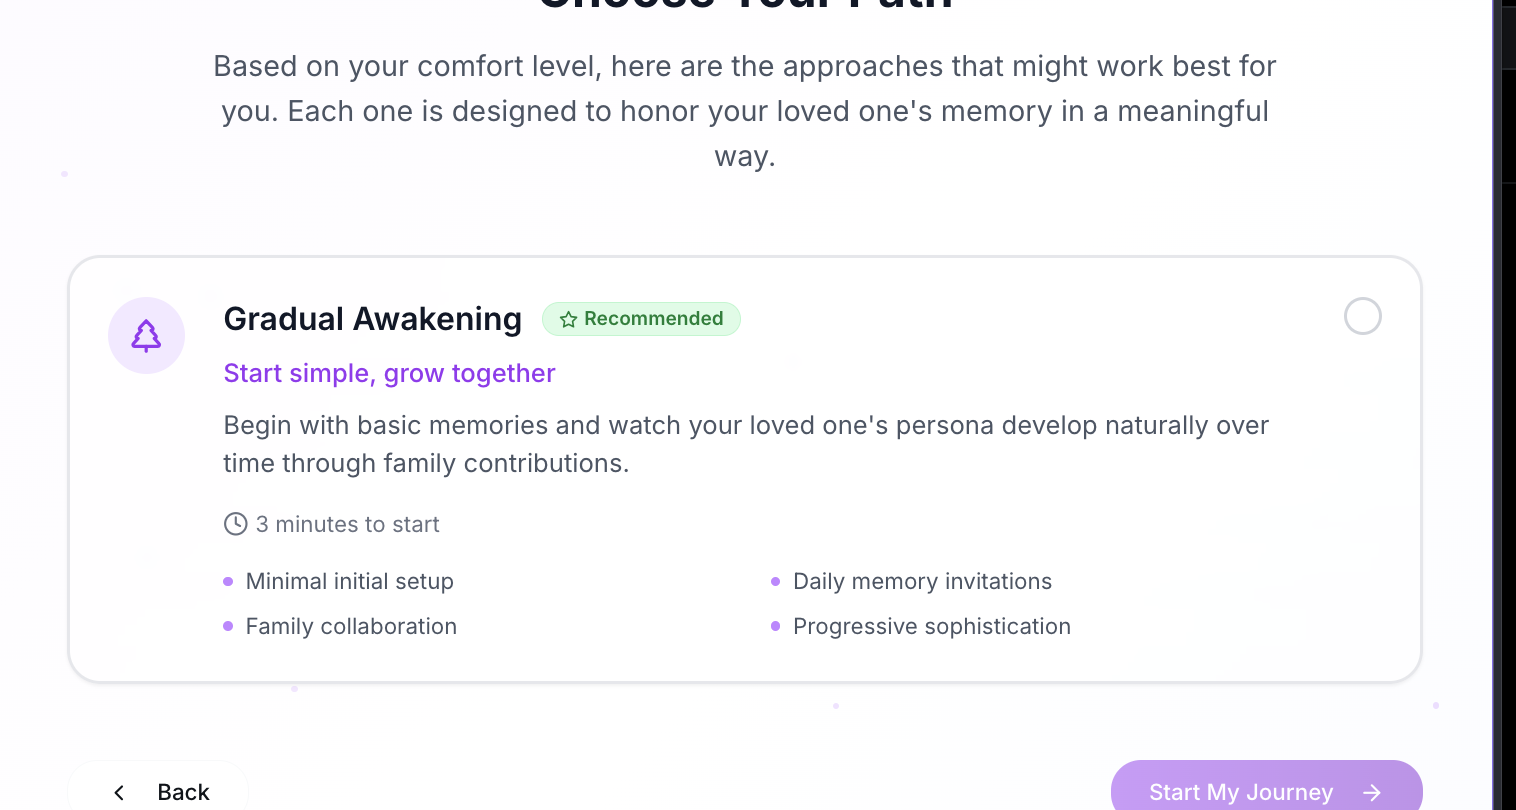 Choose Your Path
Based on your comfort level, here are the approaches that might work best for
you. Each one is designed to honor your loved one's memory in a meaningful
way.
Gradual Awakening
Recommended
Start simple, grow together
Begin with basic memories and watch your loved one's persona develop naturally over
time through family contributions.
3 minutes to start
Minimal initial setup
Daily memory invitations
Family collaboration
Progressive sophistication
Back
Start My Journey